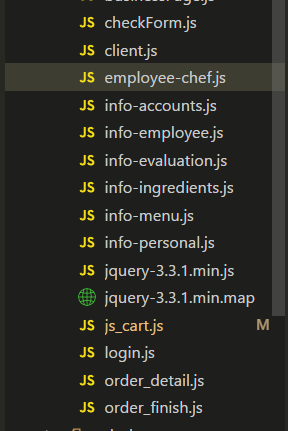 JS checkForm.js
JS client.js
JS employee-chef.js
JS info-accounts.js
JS info-employee.js
JS info-evaluation.js
JS info-ingredients.js
JS info-menu.js
JS info-personal.js
JS jquery-3.3.1.min.js
jquery-3.3.1.min.map
JS js_cart.js M
JS login.js
JS order_detail.js
JS order_finish.js